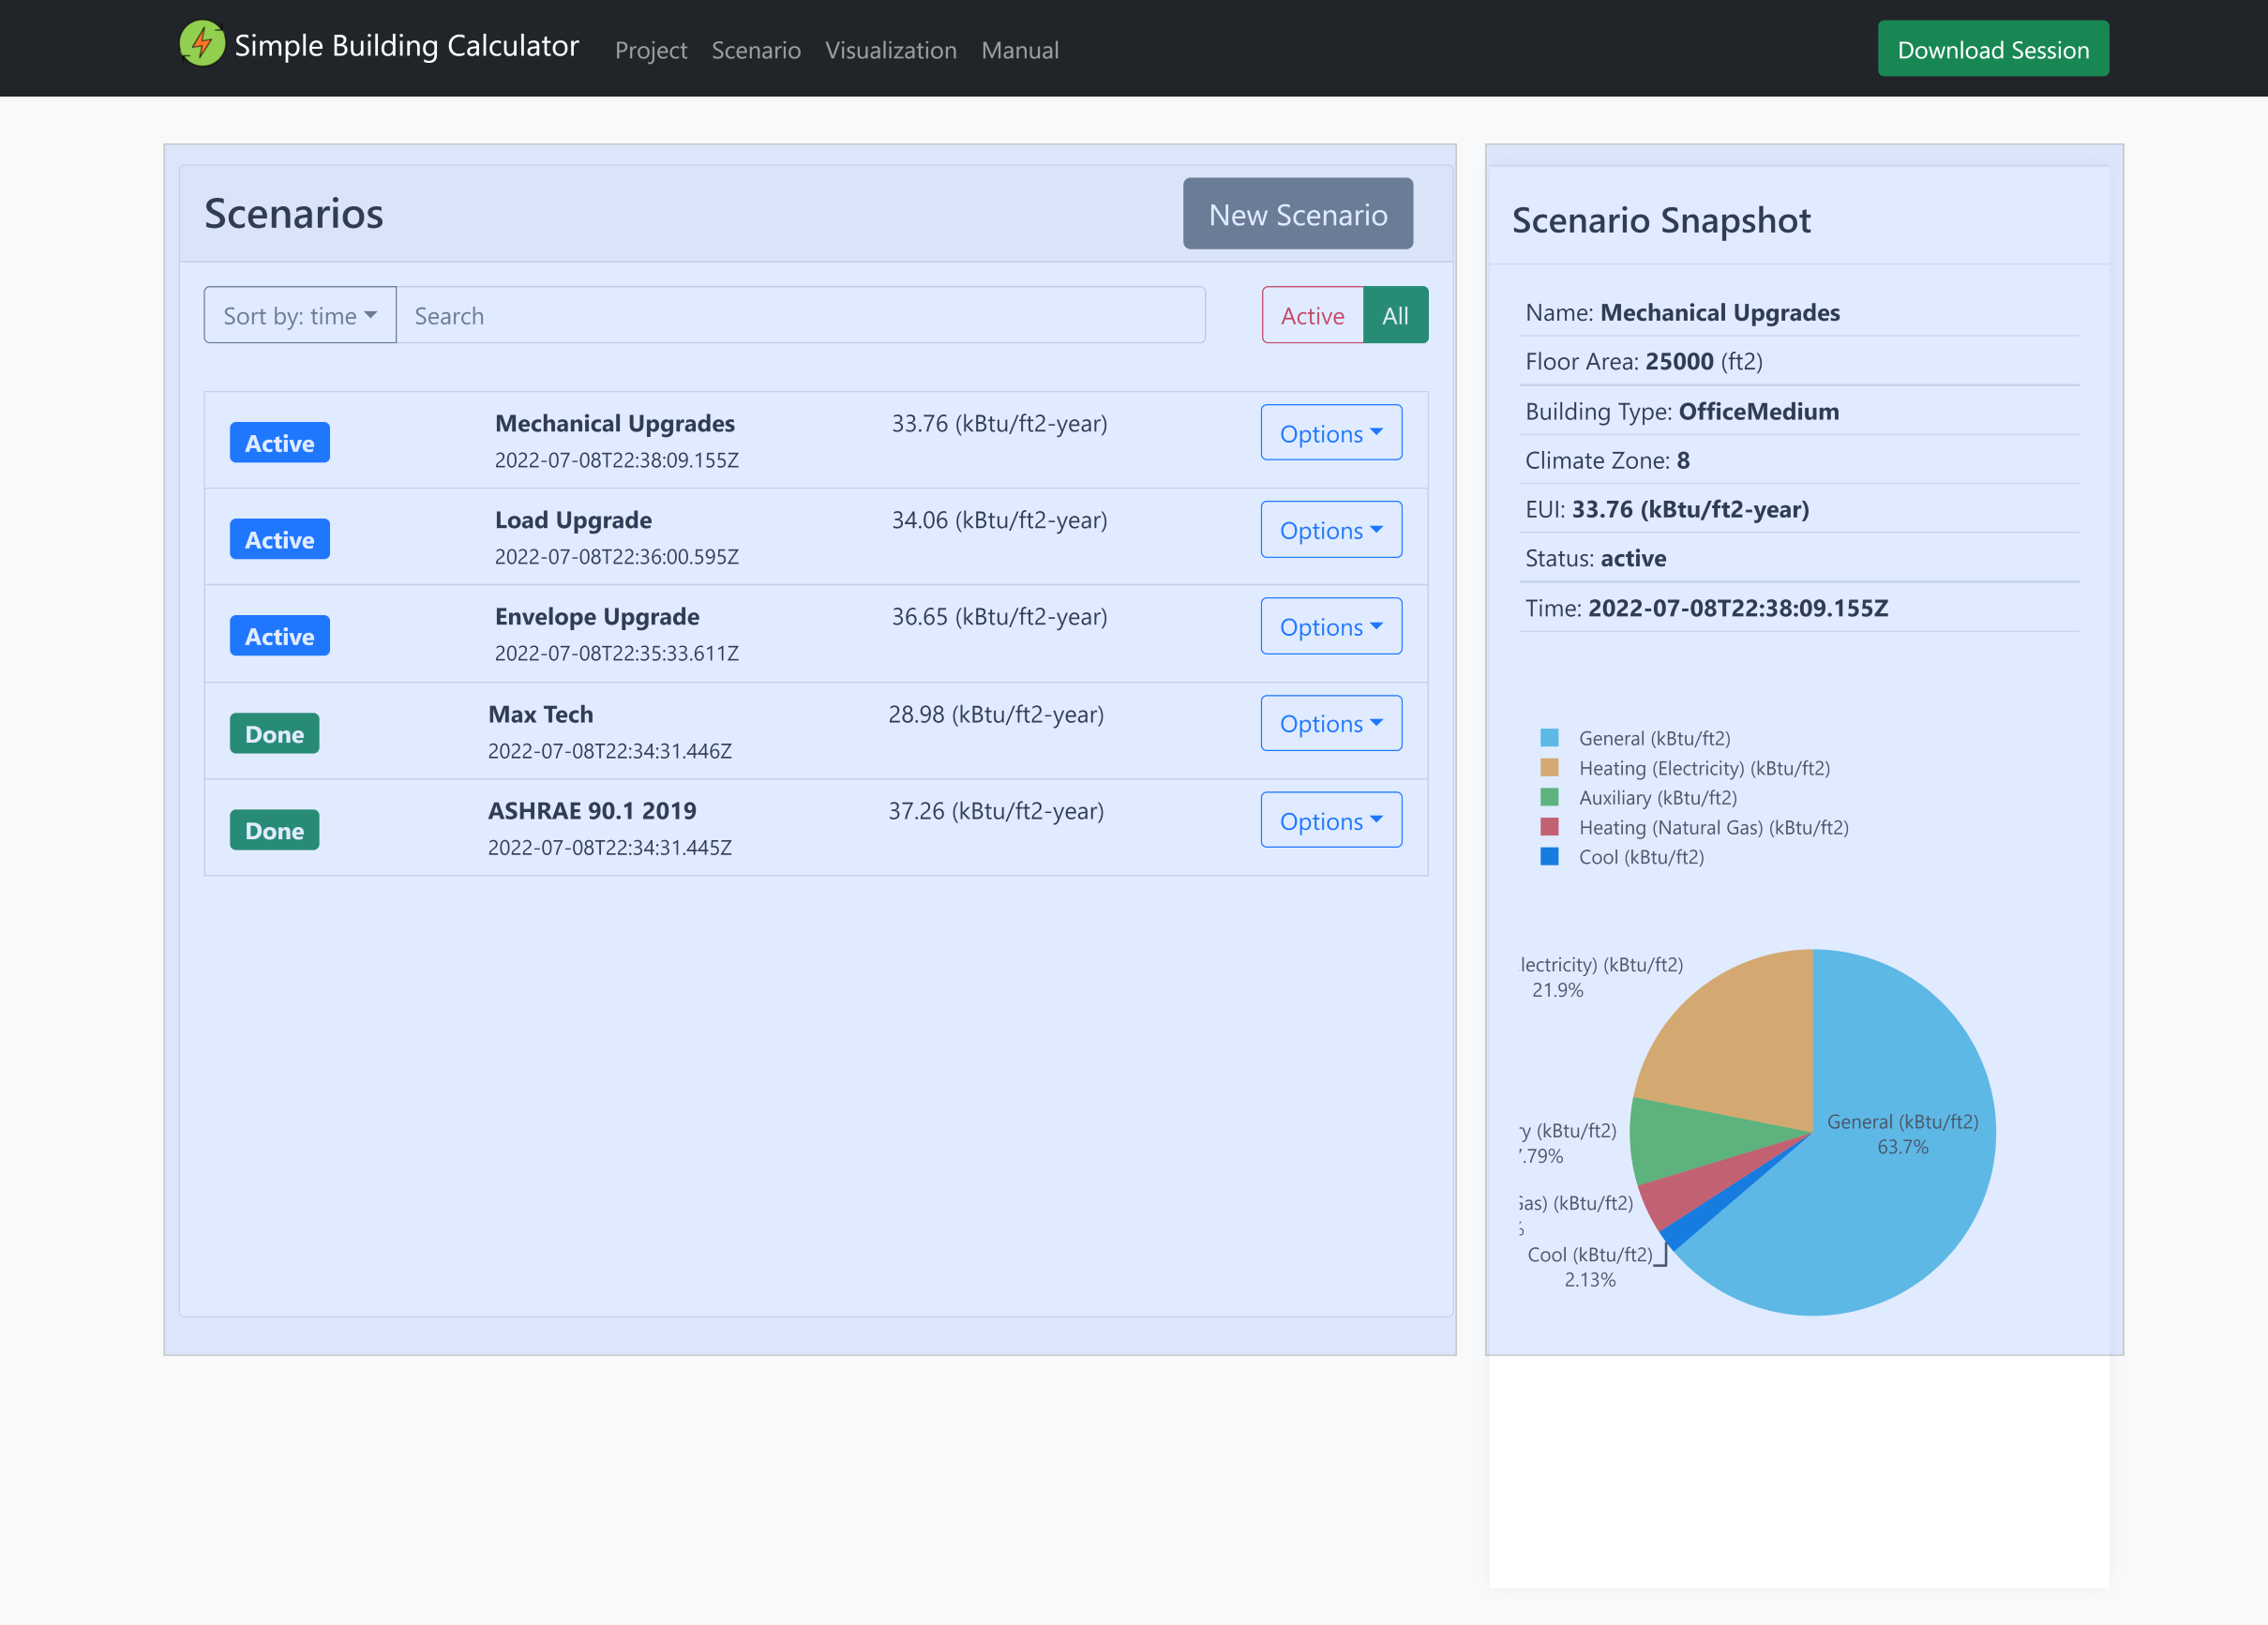 Simple Building Calculator Project Scenario Visualization Manual Download Session
Scenarios New Scenario
Sort by: time Search Active All
Active Mechanical Upgrades 33.76 (kBtu/ft2-year) Options
2022-07-08T22:38:09.155Z
Active Load Upgrade 34.06 (kBtu/ft2-year) Options
2022-07-08T22:36:00.595Z
Active Envelope Upgrade 36.65 (kBtu/ft2-year) Options
2022-07-08T22:35:33.611Z
Done Max Tech 28.98 (kBtu/ft2-year) Options
2022-07-08T22:34:31.446Z
Done ASHRAE 90.1 2019 37.26 (kBtu/ft2-year) Options
2022-07-08T22:34:31.445Z
Scenario Snapshot
Name: Mechanical Upgrades
Floor Area: 25000 (ft2)
Building Type: OfficeMedium
Climate Zone: 8
EUI: 33.76 (kBtu/ft2-year)
Status: active
Time: 2022-07-08T22:38:09.155Z
General (kBtu/ft2)
Heating (Electricity) (kBtu/ft2)
Auxiliary (kBtu/ft2)
Heating (Natural Gas) (kBtu/ft2)
Cool (kBtu/ft2)
lectricity) (kBtu/ft2)
21.9%
General (kBtu/ft2)
63.7%
y (kBtu/ft2)
.79%
as) (kBtu/ft2)
Cool (kBtu/ft2)
2.13%